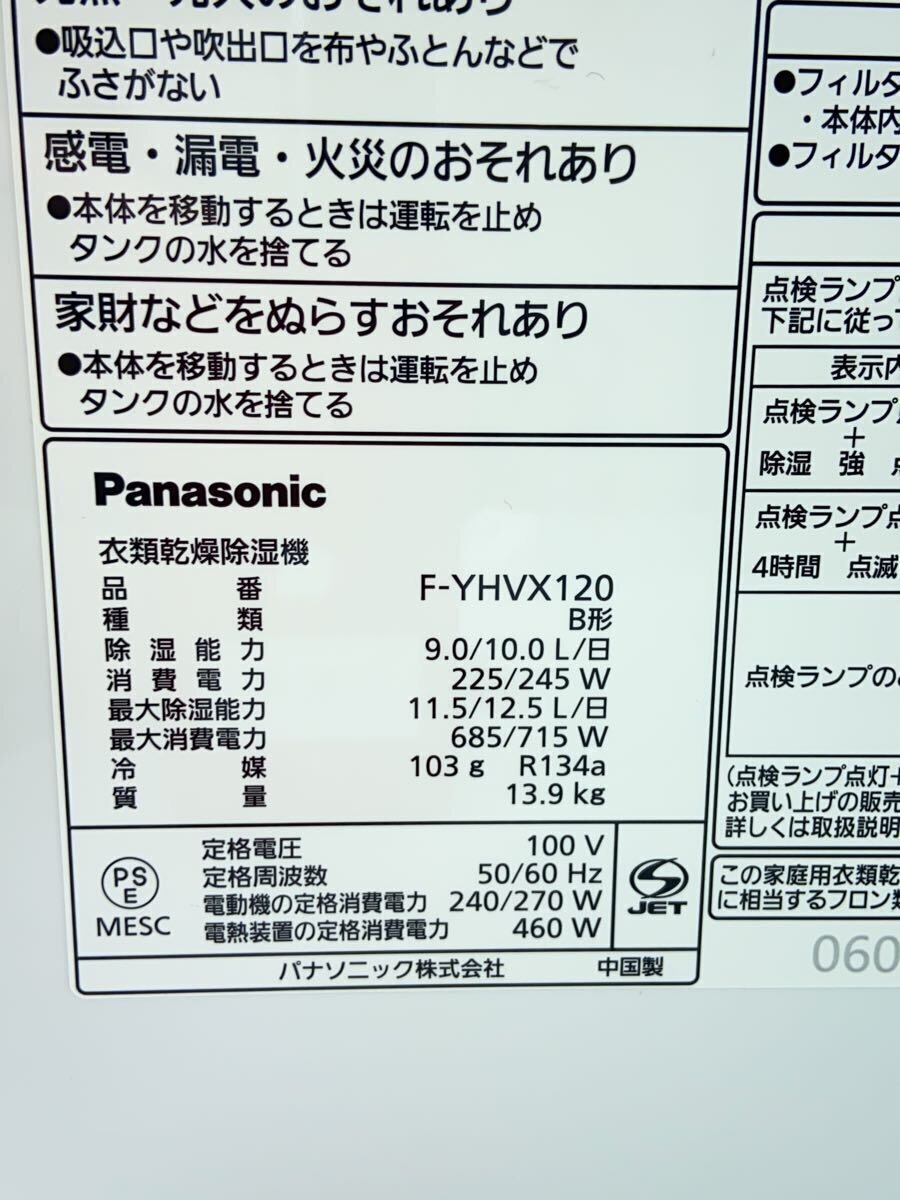 ●吸込口や吹出口を布やふとんなどで
ふさがない
感電・漏電・火災のおそれあり
●本体を移動するときは運転を止め
タンクの水を捨てる
家財などをぬらすおそれあり
●本体を移動するときは運転を止め
タンクの水を捨てる
Panasonic
衣類乾燥除湿機
品番 F-YHVX120
種類 B形
除湿能力 9.0/10.0 L/日
消費電力 225/245 W
最大除湿能力 11.5/12.5 L/日
最大消費電力 685/715 W
冷媒 103 g R134a
質量 13.9 kg
PS
E
MESC
定格電圧 100 V
定格周波数 50/60 Hz
電動機の定格消費電力 240/270 W
電熱装置の定格消費電力 460 W
JET
パナソニック株式会社 中国製
●フィルタ
・本体内
●フィルタ
点検ランプ
下記に従って
表示内
点検ランプ点
＋
除湿 強 点
点検ランプ点
＋
4時間 点滅
点検ランプの
(点検ランプ点灯+
お買い上げの販売
詳しくは取扱説明
この家庭用衣類乾
に相当するフロン類
060